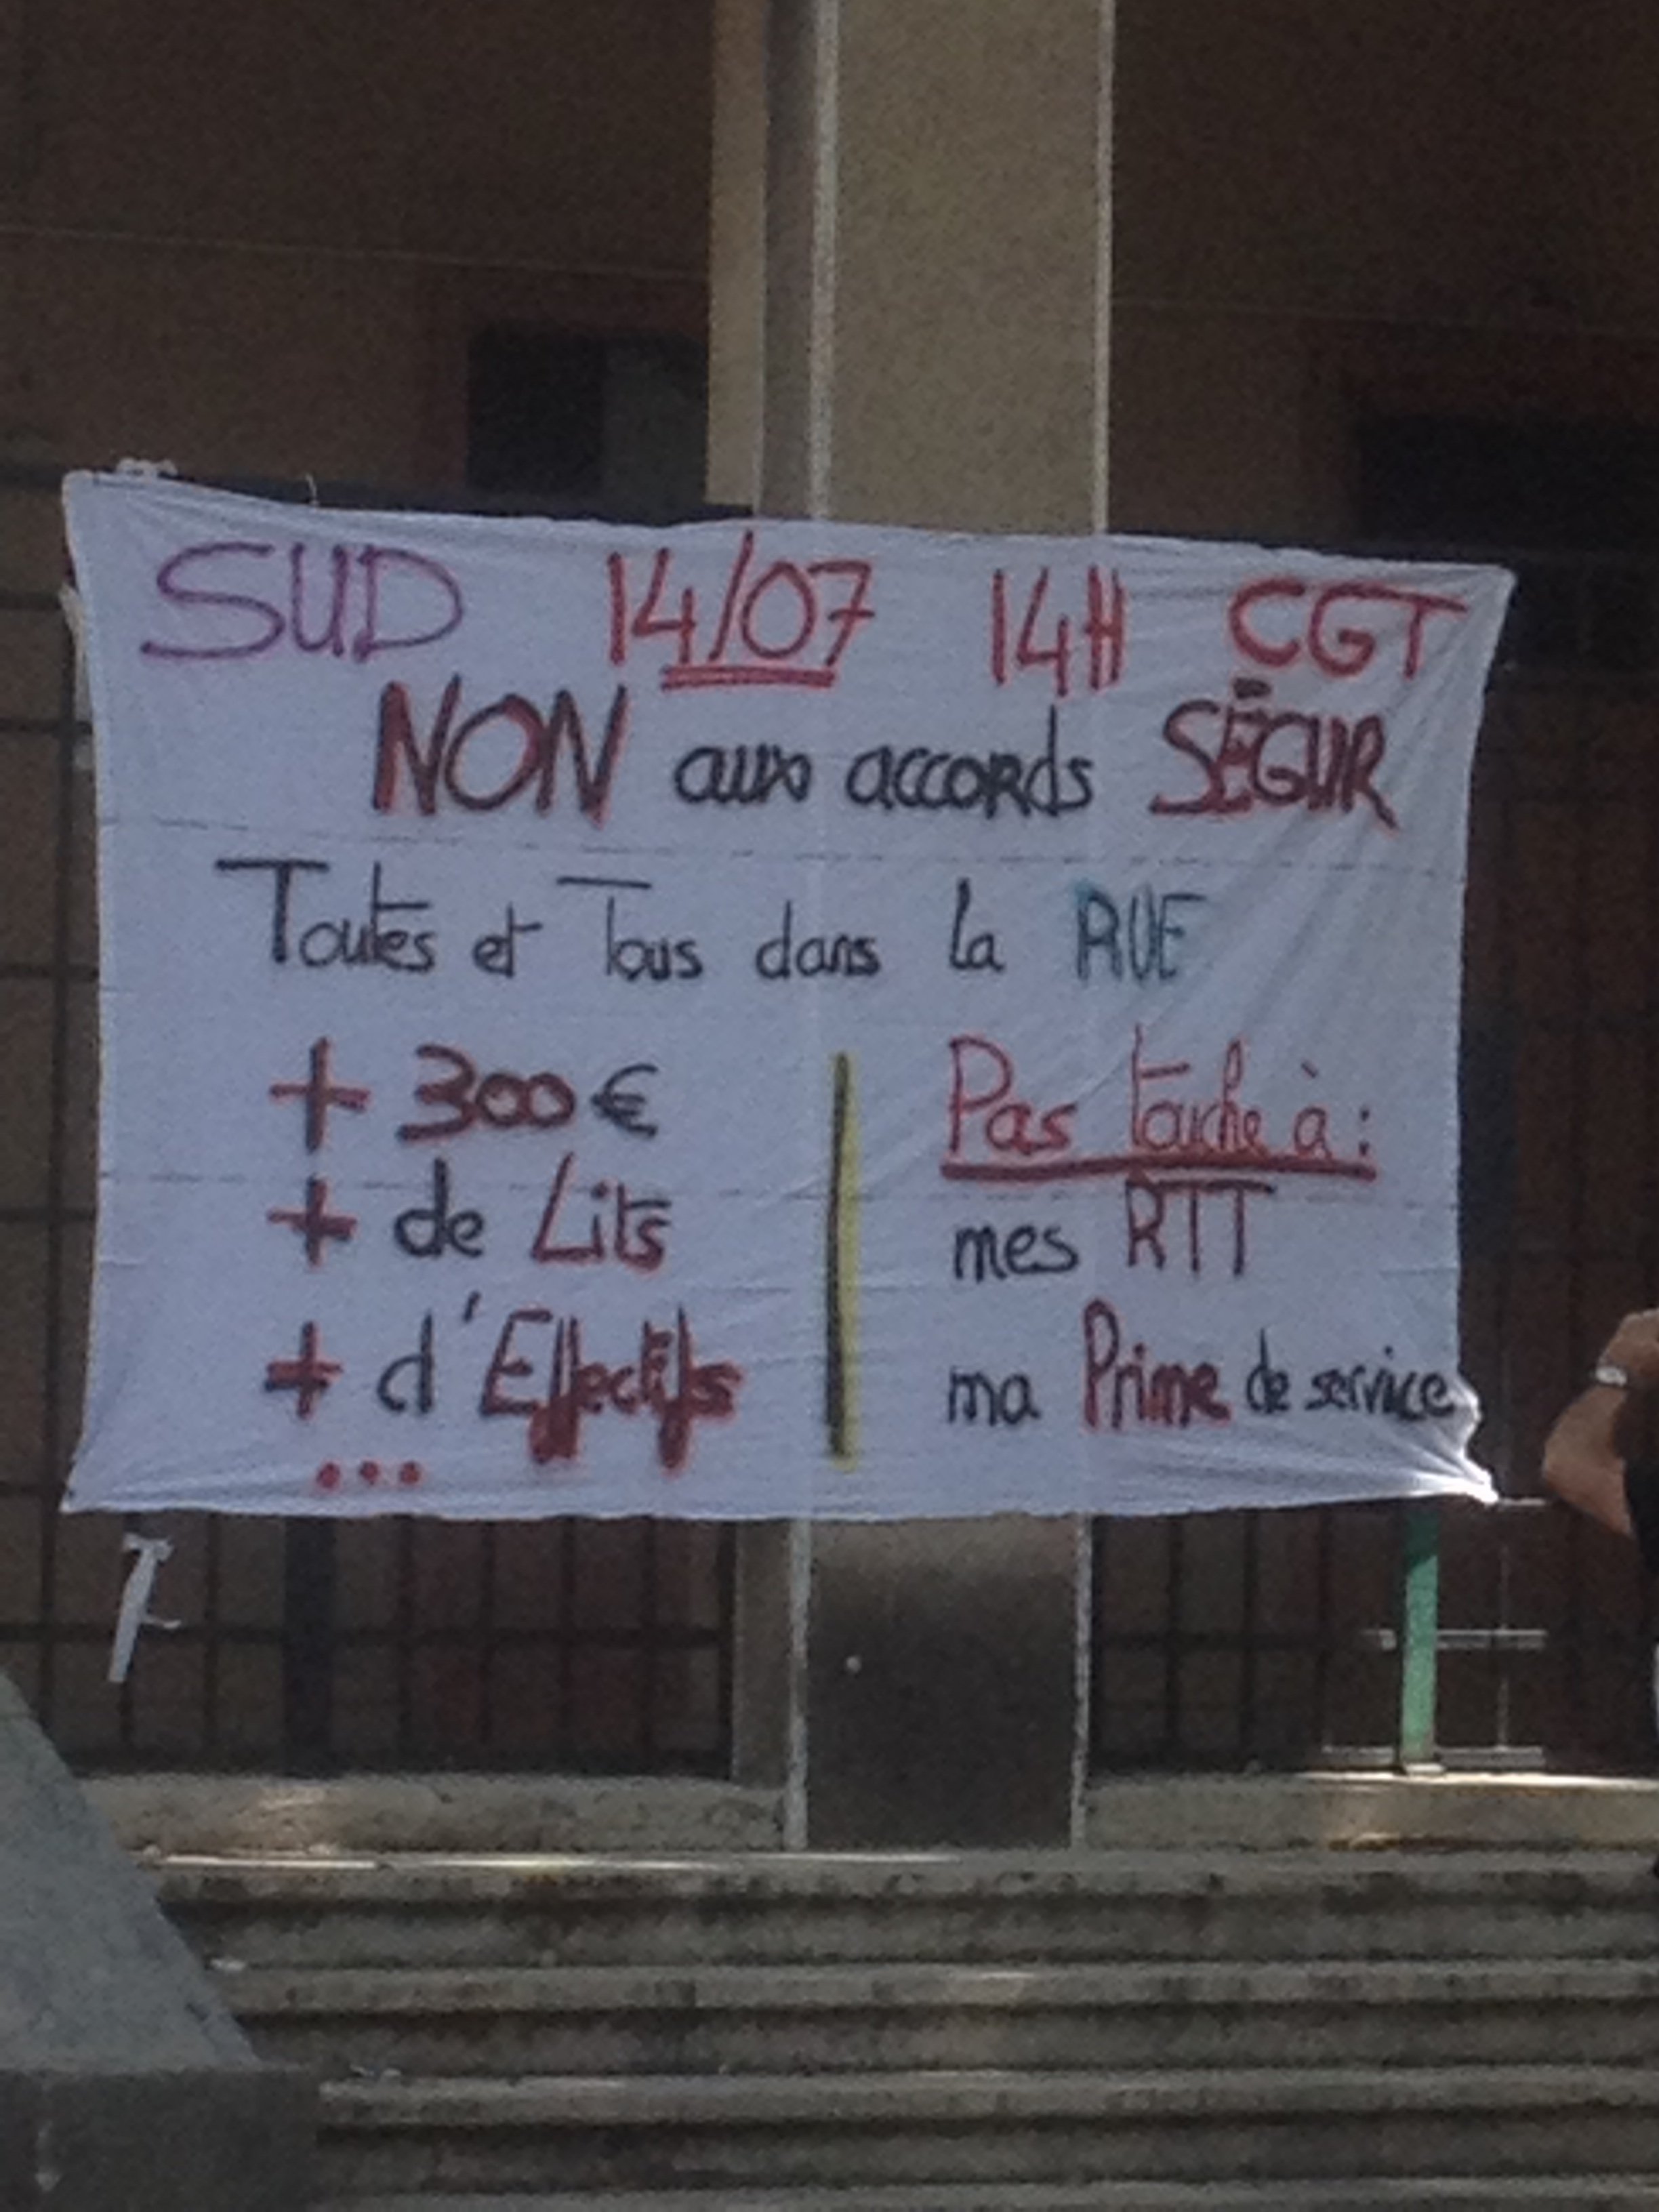 SUD 14/07 14H CGT
NON aux accords SÉGUR
Toutes et Tous dans la RUE
+ 300€
+ de Lits
+ d'Effectifs
...
Pas touche à :
mes RTT
ma Prime de service